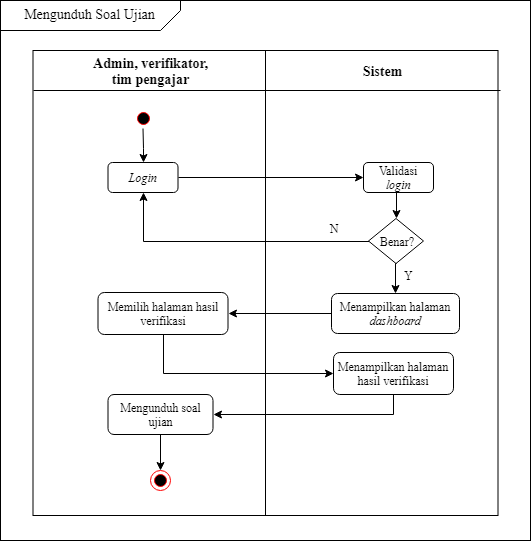 Mengunduh Soal Ujian
Admin, verifikator,
tim pengajar
Sistem
Login
Validasi
login
Benar?
N
Y
Menampilkan halaman
dashboard
Memilih halaman hasil
verifikasi
Menampilkan halaman
hasil verifikasi
Mengunduh soal
ujian